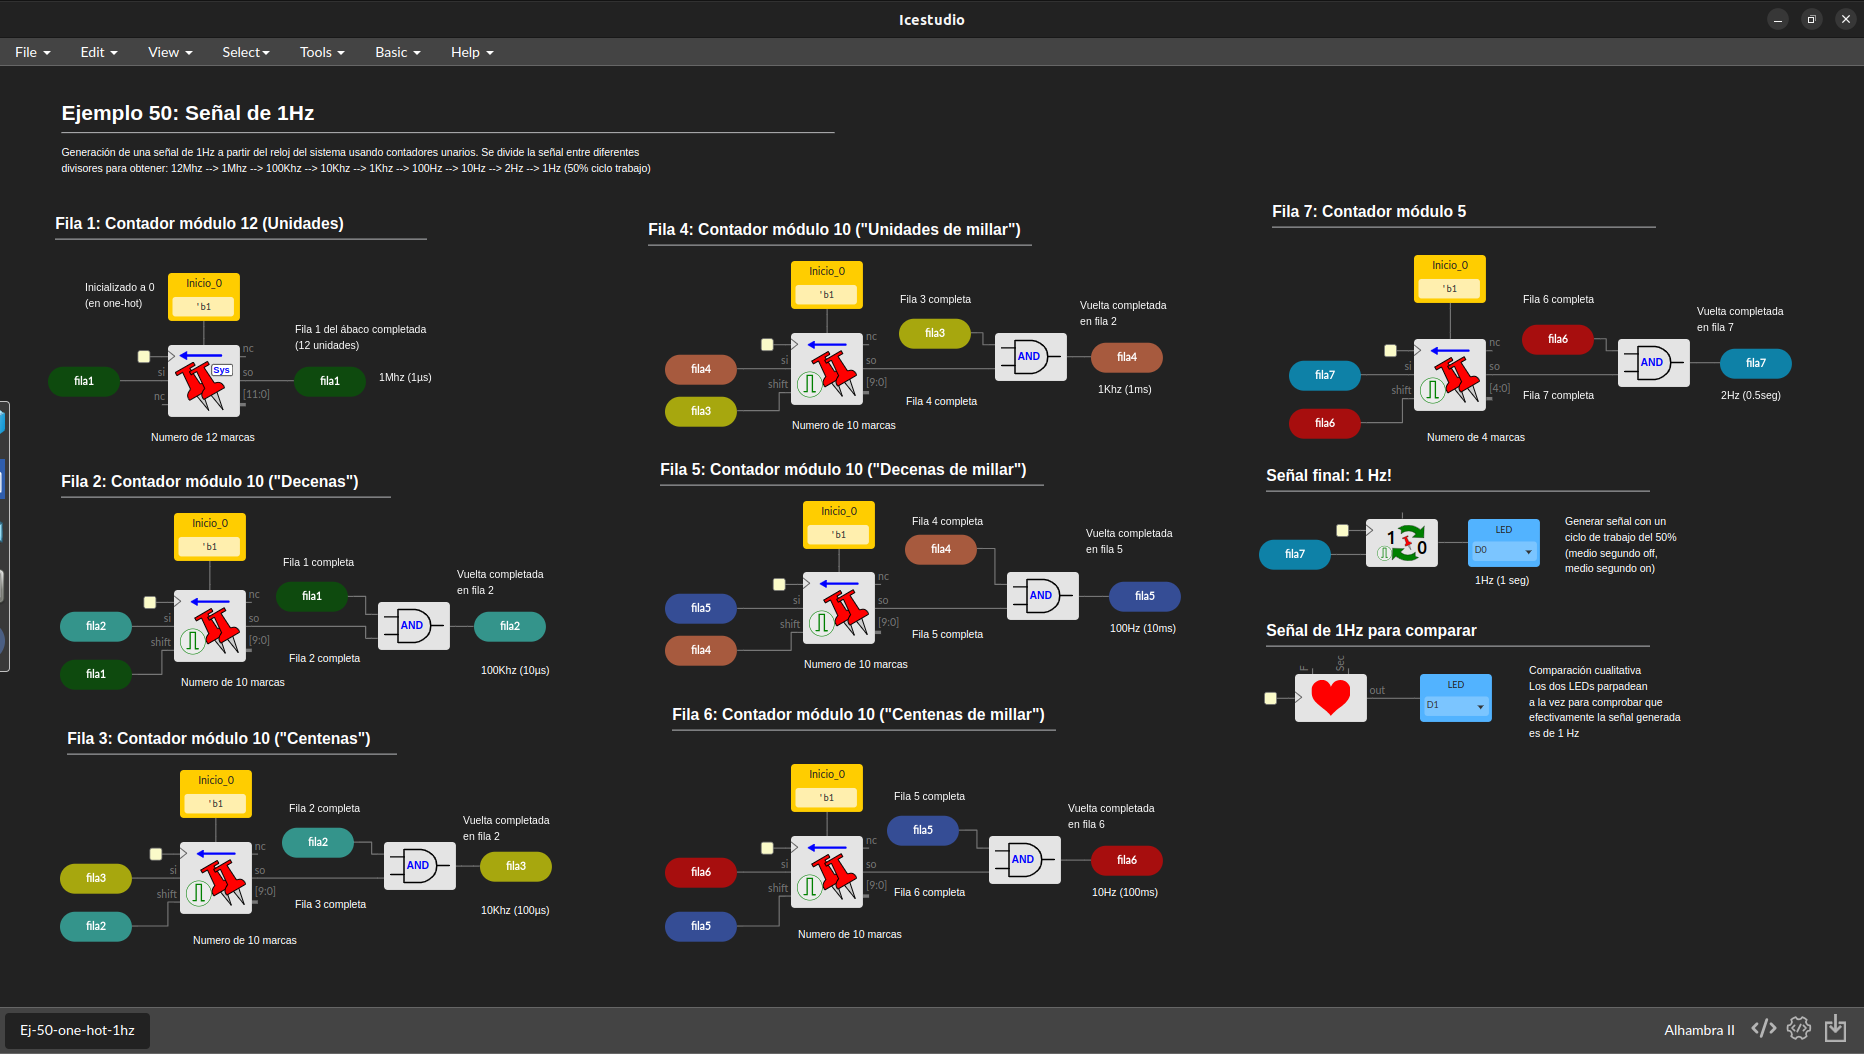 Icestudio
File
Edit
View
Select
Tools
Basic
Help
Ejemplo 50: Señal de 1Hz
Generación de una señal de 1Hz a partir del reloj del sistema usando contadores unarios. Se divide la señal entre diferentes
divisores para obtener: 12Mhz --> 1Mhz --> 100Khz --> 10Khz --> 1Khz --> 100Hz --> 10Hz --> 2Hz --> 1Hz (50% ciclo trabajo)
Fila 1: Contador módulo 12 (Unidades)
Inicializado a 0
(en one-hot)
Inicio_0
'b1
Fila 1 del ábaco completada
(12 unidades)
nc
Sys
si
so
fila1
fila1
1Mhz (1µs)
nc
[11:0]
Numero de 12 marcas
Fila 2: Contador módulo 10 ("Decenas")
Inicio_0
'b1
Fila 1 completa
Vuelta completada
en fila 2
nc
fila1
si
so
fila2
AND
fila2
shift
[9:0]
Fila 2 completa
fila1
100Khz (10µs)
Numero de 10 marcas
Fila 3: Contador módulo 10 ("Centenas")
Inicio_0
'b1
Fila 2 completa
Vuelta completada
en fila 2
nc
fila2
si
so
fila3
AND
fila3
shift
[9:0]
Fila 3 completa
fila2
10Khz (100µs)
Numero de 10 marcas
Fila 4: Contador módulo 10 ("Unidades de millar")
Inicio_0
'b1
Fila 3 completa
Vuelta completada
en fila 2
nc
fila3
si
so
fila4
AND
fila4
shift
[9:0]
Fila 4 completa
fila3
1Khz (1ms)
Numero de 10 marcas
Fila 5: Contador módulo 10 ("Decenas de millar")
Inicio_0
'b1
Fila 4 completa
Vuelta completada
en fila 5
nc
fila4
si
so
fila5
AND
fila5
shift
[9:0]
Fila 5 completa
fila4
100Hz (10ms)
Numero de 10 marcas
Fila 6: Contador módulo 10 ("Centenas de millar")
Inicio_0
'b1
Fila 5 completa
Vuelta completada
en fila 6
nc
fila5
si
so
fila6
AND
fila6
shift
[9:0]
Fila 6 completa
fila5
10Hz (100ms)
Numero de 10 marcas
Fila 7: Contador módulo 5
Inicio_0
'b1
Fila 6 completa
Vuelta completada
en fila 7
nc
fila6
si
so
fila7
AND
fila7
shift
[4:0]
Fila 7 completa
fila6
2Hz (0.5seg)
Numero de 4 marcas
Señal final: 1 Hz!
fila7
1
0
LED
D0
1Hz (1 seg)
Generar señal con un
ciclo de trabajo del 50%
(medio segundo off,
medio segundo on)
Señal de 1Hz para comparar
F
Sec
out
LED
D1
Comparación cualitativa
Los dos LEDs parpadean
a la vez para comprobar que
efectivamente la señal generada
es de 1 Hz
Ej-50-one-hot-1hz
Alhambra II